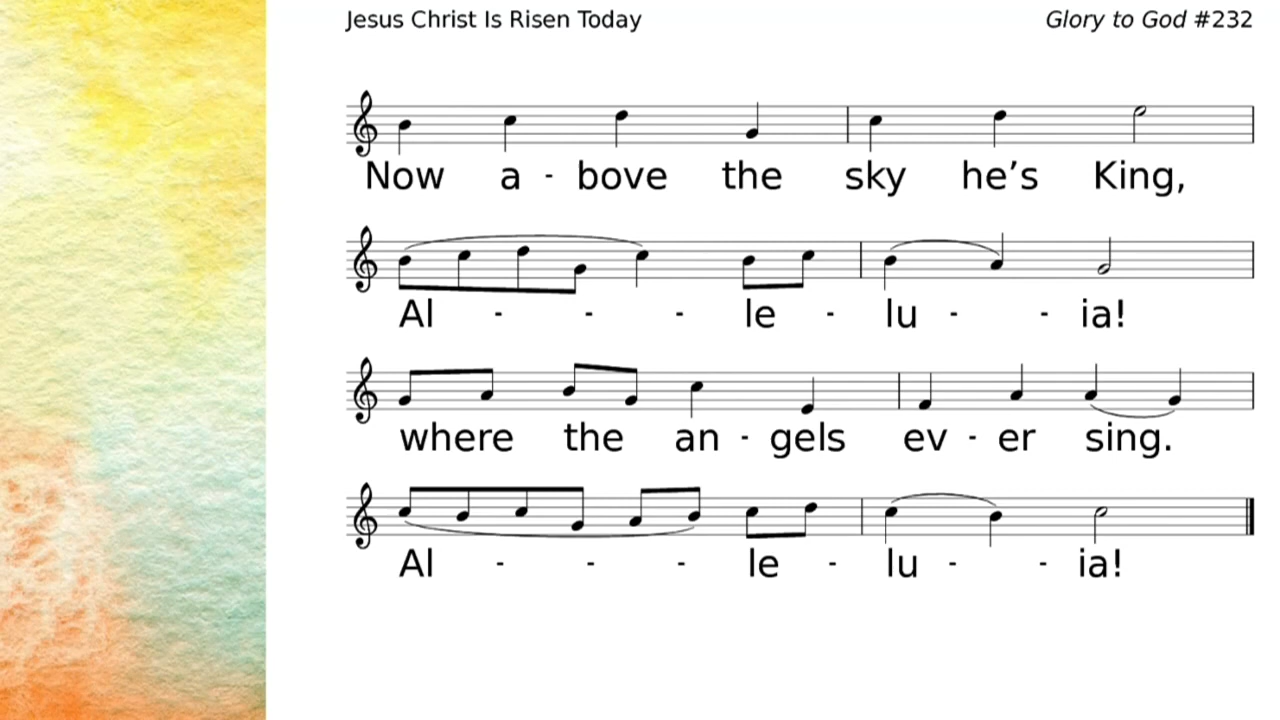 Jesus Christ Is Risen Today Glory to God #232
Now a - bove the sky he’s King,
Al - - - le - lu - - ia!
where the an - gels ev - er sing.
Al - - - le - lu - - ia!